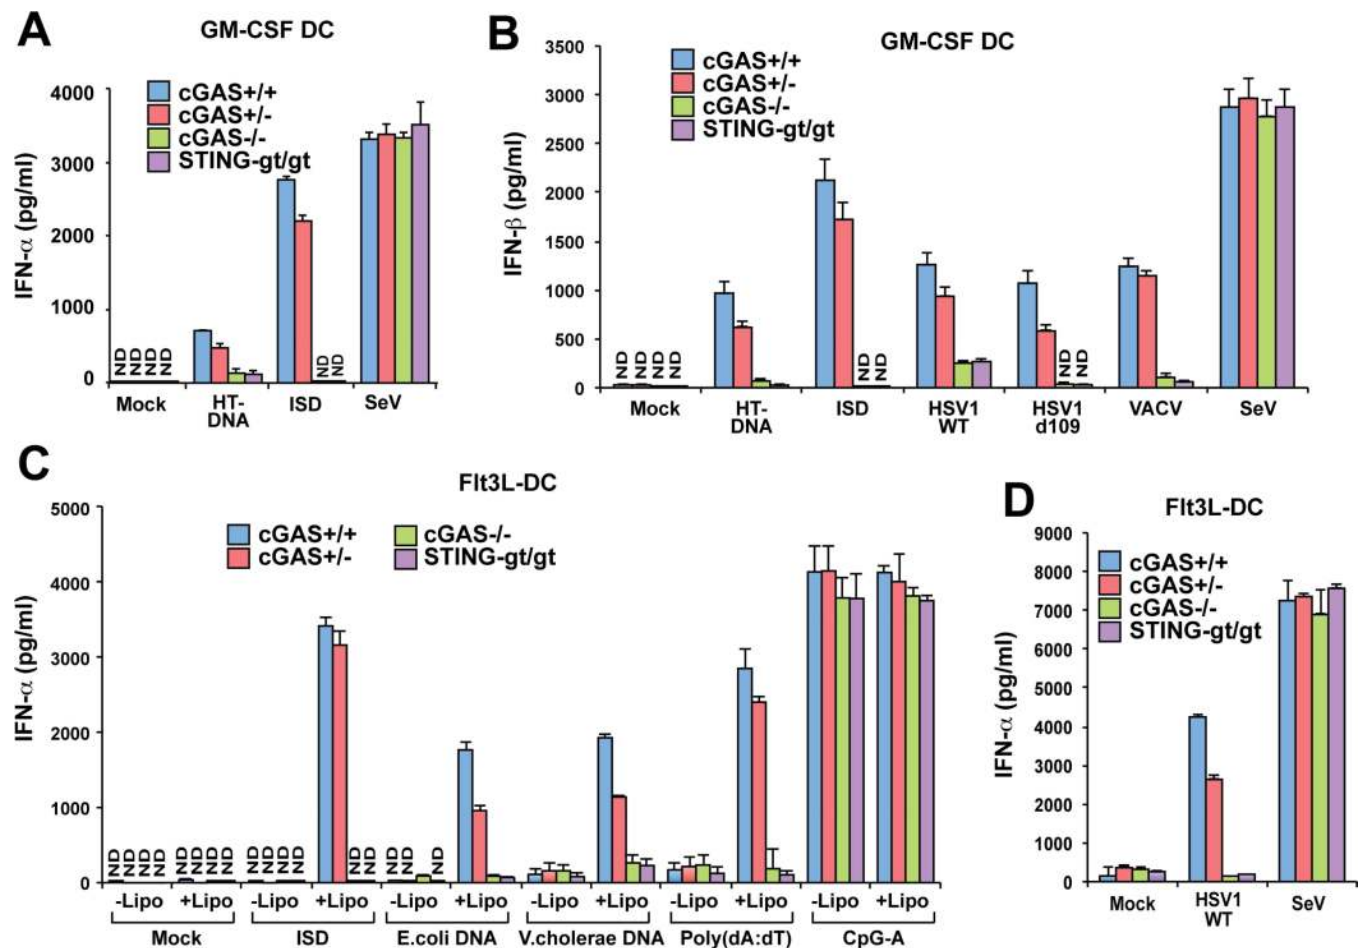 A
GM-CSF DC
cGAS+/+
cGAS+/-
cGAS-/-
STING-gt/gt
IFN-α (pg/ml)
4000
3000
2000
1000
0
ND ND ND ND
ND ND
Mock
HT-
DNA
ISD
SeV
B
GM-CSF DC
cGAS+/+
cGAS+/-
cGAS-/-
STING-gt/gt
IFN-β (pg/ml)
3500
3000
2500
2000
1500
1000
500
0
ND ND ND ND
ND ND
ND ND
Mock
HT-
DNA
ISD
HSV1
WT
HSV1
d109
VACV
SeV
C
Flt3L-DC
cGAS+/+
cGAS+/-
cGAS-/-
STING-gt/gt
IFN-α (pg/ml)
5000
4000
3000
2000
1000
0
ND ND ND ND ND ND ND ND ND ND ND ND ND ND ND ND ND
-Lipo +Lipo -Lipo +Lipo -Lipo +Lipo -Lipo +Lipo -Lipo +Lipo -Lipo +Lipo
Mock ISD E.coli DNA V.cholerae DNA Poly(dA:dT) CpG-A
D
Flt3L-DC
cGAS+/+
cGAS+/-
cGAS-/-
STING-gt/gt
IFN-α (pg/ml)
9000
8000
7000
6000
5000
4000
3000
2000
1000
0
Mock
HSV1
WT
SeV